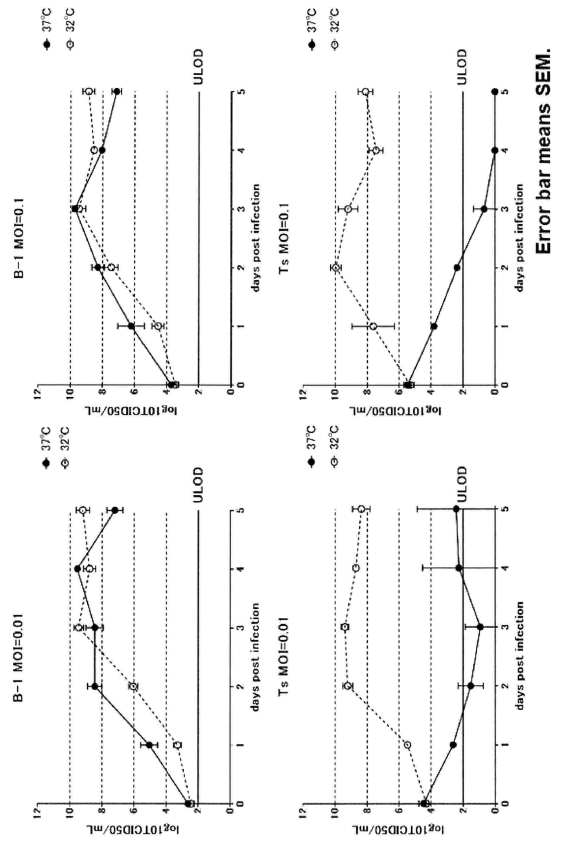 B-1 MOI=0.01
37°C
32°C
log10TCID50/mL
12
10
8
6
4
2
0
ULOD
0 1 2 3 4 5
days post infection
B-1 MOI=0.1
37°C
32°C
log10TCID50/mL
12
10
8
6
4
2
0
ULOD
0 1 2 3 4 5
days post infection
Ts MOI=0.01
37°C
32°C
log10TCID50/mL
12
10
8
6
4
2
0
ULOD
0 1 2 3 4 5
days post infection
Ts MOI=0.1
37°C
32°C
log10TCID50/mL
12
10
8
6
4
2
0
ULOD
0 1 2 3 4 5
days post infection
Error bar means SEM.